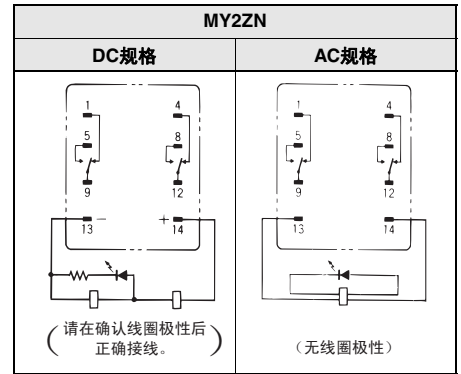 MY2ZN
DC规格
AC规格
1 4
5 8
9 12
− +
13 14
(请在确认线圈极性后
正确接线。)
1 4
5 8
9 12
13 14
（无线圈极性）